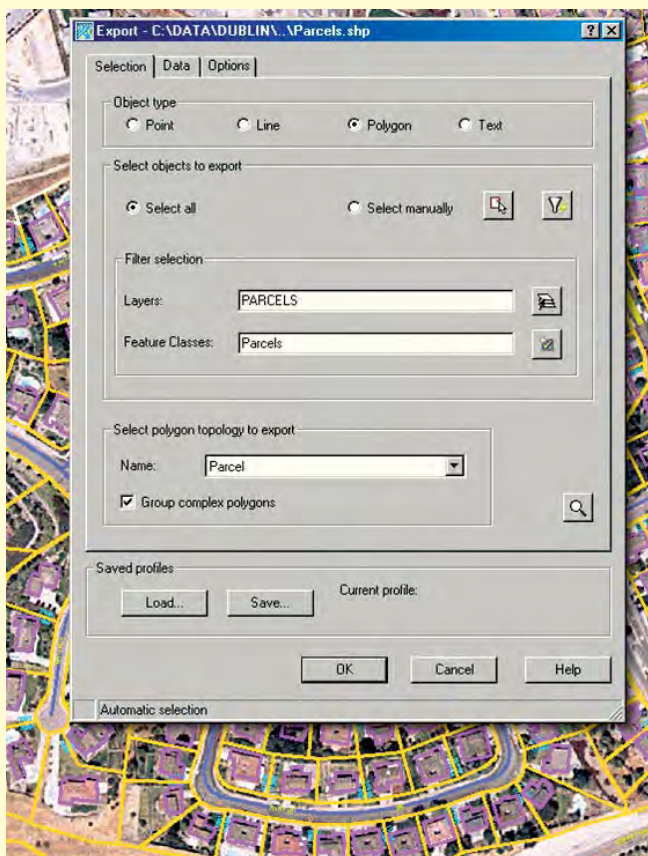 Export - C:\DATA\DUBLIN\..\Parcels.shp
Selection Data Options
Object type
Point Line Polygon Text
Select objects to export
Select all Select manually
Filter selection
Layers: PARCELS
Feature Classes: Parcels
Select polygon topology to export
Name: Parcel
Group complex polygons
Saved profiles
Load... Save... Current profile:
OK Cancel Help
Automatic selection